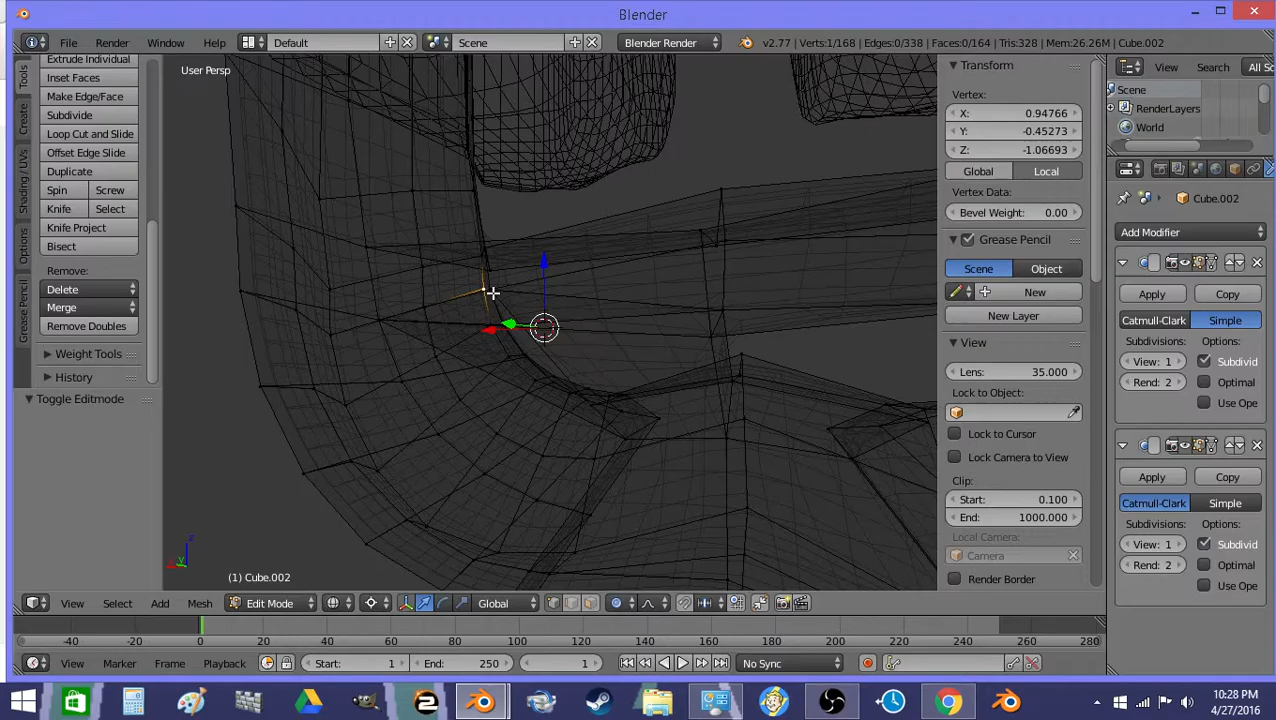 Blender
File Render Window Help Default Scene Blender Render v2.77 | Verts:1/168 | Edges:0/338 | Faces:0/164 | Tris:328 | Mem:26.26M | Cube.002
View Search All Sc
Tools
Create
Shading / UVs
Options
Grease Pencil
Extrude Individual
Inset Faces
Make Edge/Face
Subdivide
Loop Cut and Slide
Offset Edge Slide
Duplicate
Spin Screw
Knife Select
Knife Project
Bisect
Remove:
Delete
Merge
Remove Doubles
Weight Tools
History
Toggle Editmode
User Persp
(1) Cube.002
Transform
Vertex:
X: 0.94766
Y: -0.45273
Z: -1.06693
Global Local
Vertex Data:
Bevel Weight: 0.00
Grease Pencil
Scene Object
New
New Layer
View
Lens: 35.000
Lock to Object:
Lock to Cursor
Lock Camera to View
Clip:
Start: 0.100
End: 1000.000
Local Camera:
Camera
Render Border
Scene
RenderLayers
World
Cube.002
Add Modifier
Apply Copy
Catmull-Clark Simple
Subdivisions: Options:
View: 1 Subdivid
Rend: 2 Optimal
Use Ope
Apply Copy
Catmull-Clark Simple
Subdivisions: Options:
View: 1 Subdivid
Rend: 2 Optimal
Use Ope
View Select Add Mesh Edit Mode Global
-40 -20 0 20 40 60 80 100 120 140 160 180 200 220 240 260 280
View Marker Frame Playback Start: 1 End: 250 1 No Sync
10:28 PM
4/27/2016